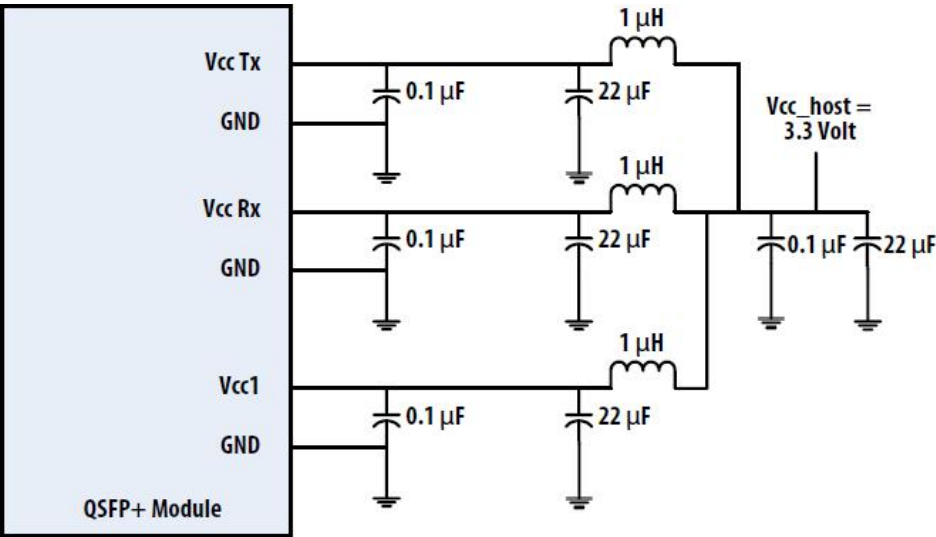 1 μH
Vcc Tx
0.1 μF
22 μF
GND
Vcc_host =
3.3 Volt
1 μH
Vcc Rx
0.1 μF
22 μF
0.1 μF
22 μF
GND
1 μH
Vcc1
0.1 μF
22 μF
GND
QSFP+ Module